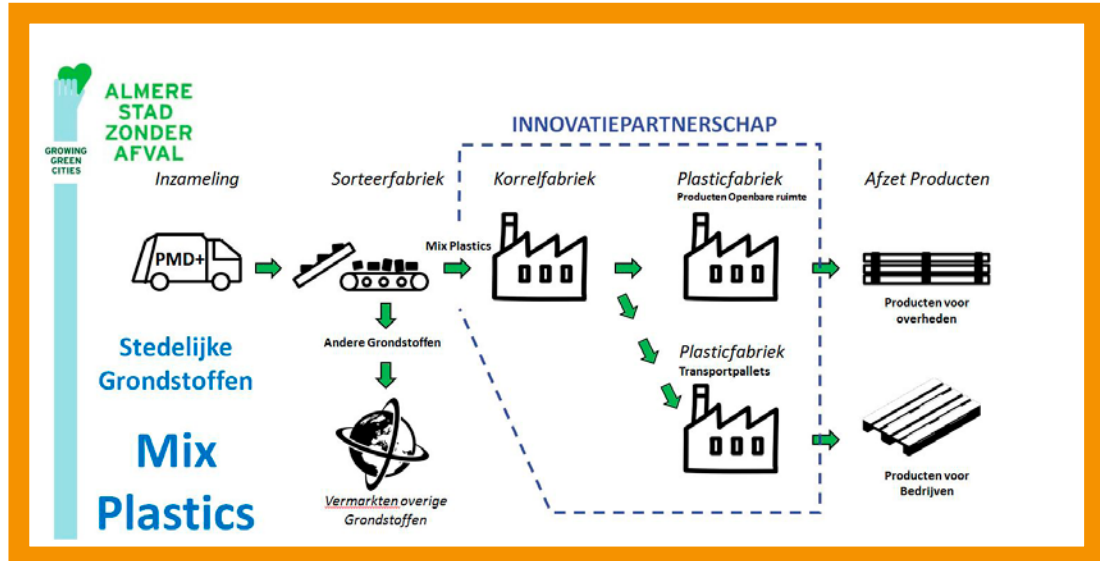 ALMERE
STAD
ZONDER
AFVAL
GROWING
GREEN
CITIES
INNOVATIEPARTNERSCHAP
Inzameling
Sorteerfabriek
Korrelfabriek
Plasticfabriek
Producten Openbare ruimte
Afzet Producten
PMD+
Mix Plastics
Producten voor
overheden
Andere Grondstoffen
Stedelijke
Grondstoffen
Plasticfabriek
Transportpallets
Mix
Plastics
Vermarkten overige
Grondstoffen
Producten voor
Bedrijven